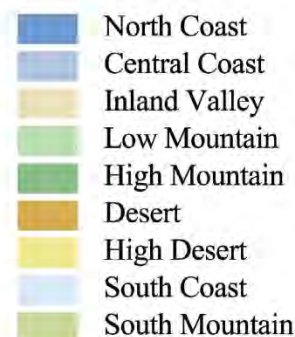 North Coast
Central Coast
Inland Valley
Low Mountain
High Mountain
Desert
High Desert
South Coast
South Mountain